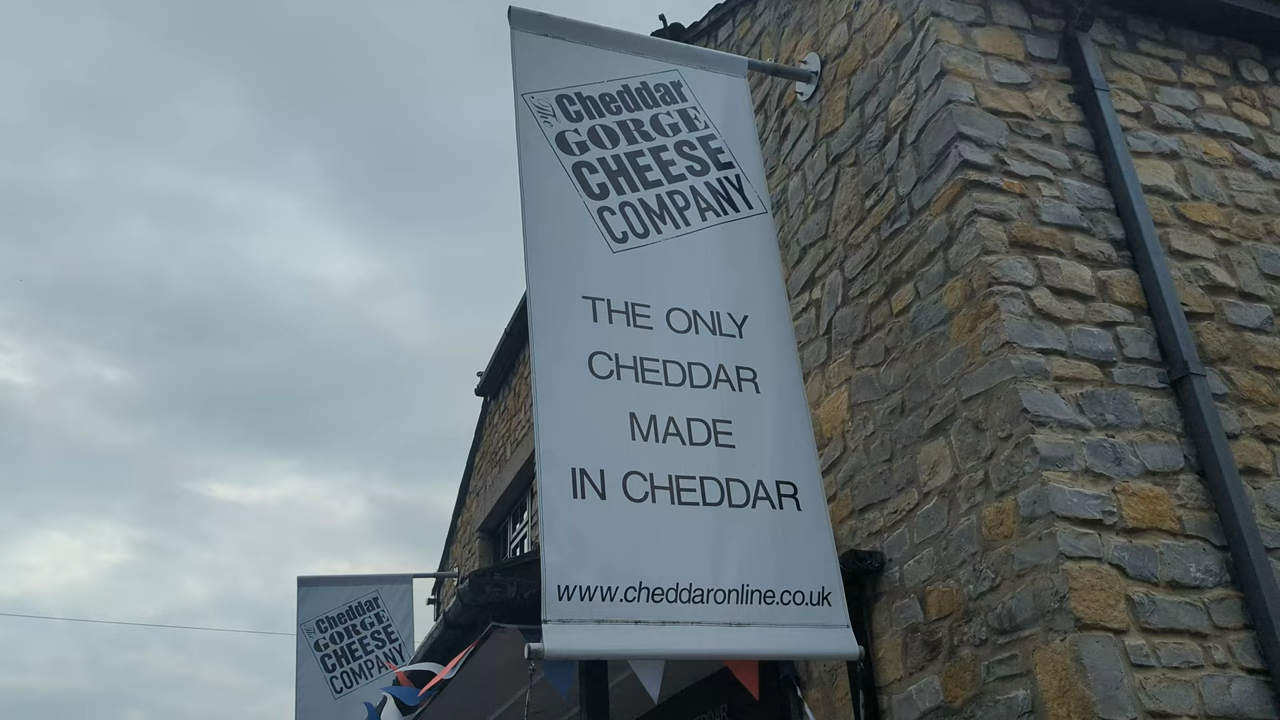 The Cheddar
GORGE
CHEESE
COMPANY
THE ONLY
CHEDDAR
MADE
IN CHEDDAR
www.cheddaronline.co.uk
The Cheddar
GORGE
CHEESE
COMPANY